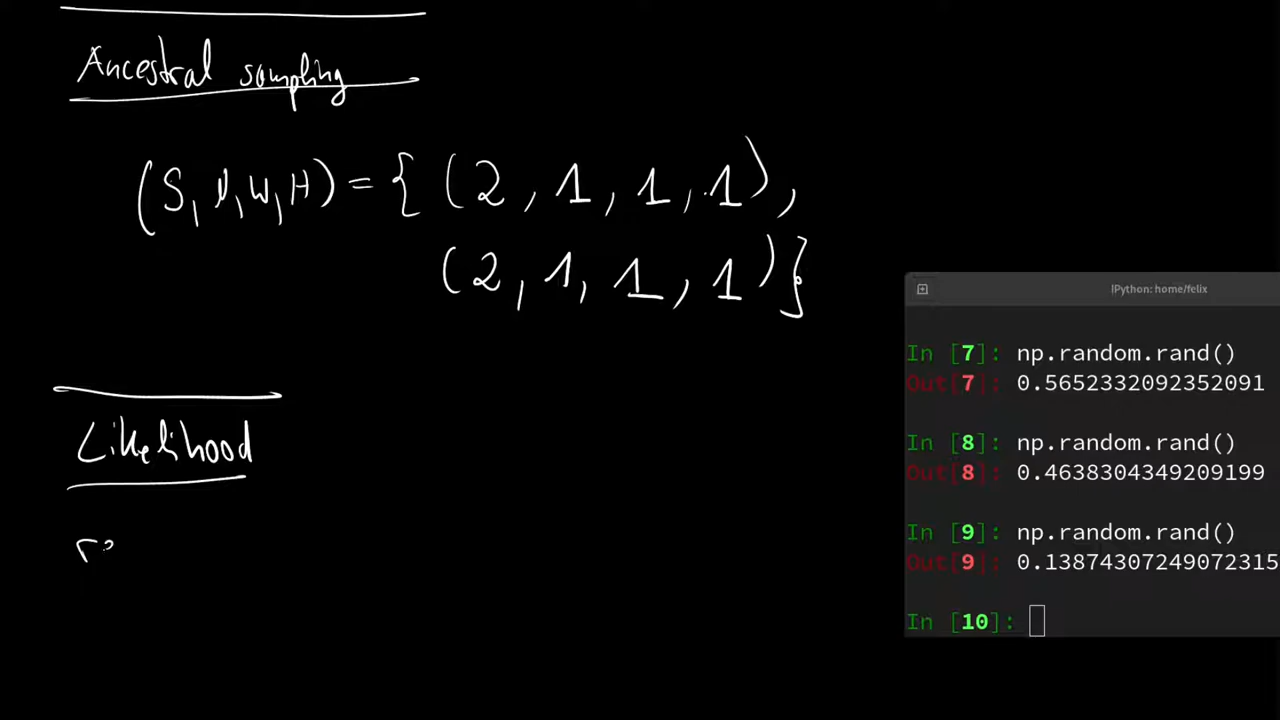 Ancestral sampling
(S, N, W, H) = { (2, 1, 1, 1),
(2, 1, 1, 1) }
IPython: home/felix
In [7]: np.random.rand()
Out[7]: 0.5652332092352091
In [8]: np.random.rand()
Out[8]: 0.4638304349209199
In [9]: np.random.rand()
Out[9]: 0.13874307249072315
In [10]:
Likelihood